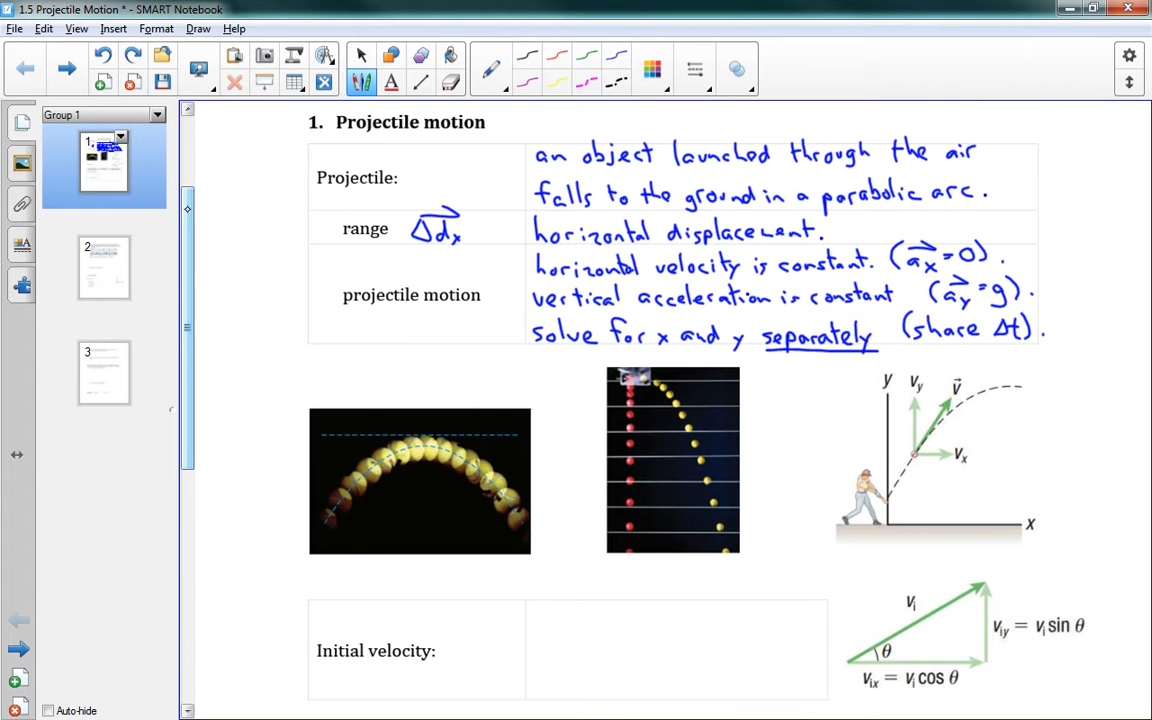 1.5 Projectile Motion * - SMART Notebook
File Edit View Insert Format Draw Help
Group 1
1
2
3
Auto-hide
1. Projectile motion
Projectile:
an object launched through the air
falls to the ground in a parabolic arc.
range Δdx
horizontal displacement.
projectile motion
horizontal velocity is constant. (ax = 0).
vertical acceleration is constant (ay = g).
solve for x and y separately (share Δt).
y
vy
v
vx
x
Initial velocity:
vi
θ
viy = vi sin θ
vix = vi cos θ